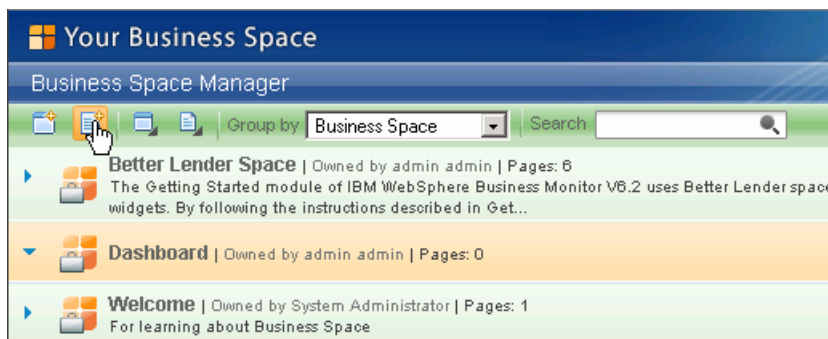 Your Business Space
Business Space Manager
Group by Business Space Search
Better Lender Space | Owned by admin admin | Pages: 6
The Getting Started module of IBM WebSphere Business Monitor V6.2 uses Better Lender space
widgets. By following the instructions described in Get...
Dashboard | Owned by admin admin | Pages: 0
Welcome | Owned by System Administrator | Pages: 1
For learning about Business Space